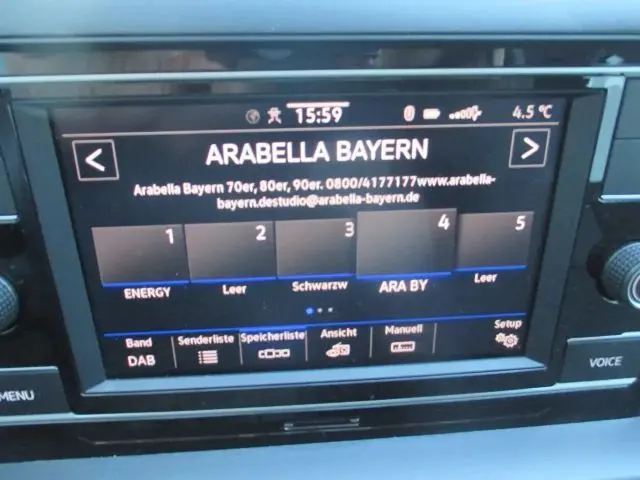 15:59
4.5 °C
<
ARABELLA BAYERN
>
Arabella Bayern 70er, 80er, 90er. 0800/4177177www.arabella-
bayern.destudio@arabella-bayern.de
1 2 3 4 5
ENERGY Leer Schwarzw ARA BY Leer
Band Senderliste Speicherliste Ansicht Manuell Setup
DAB
MENU
VOICE